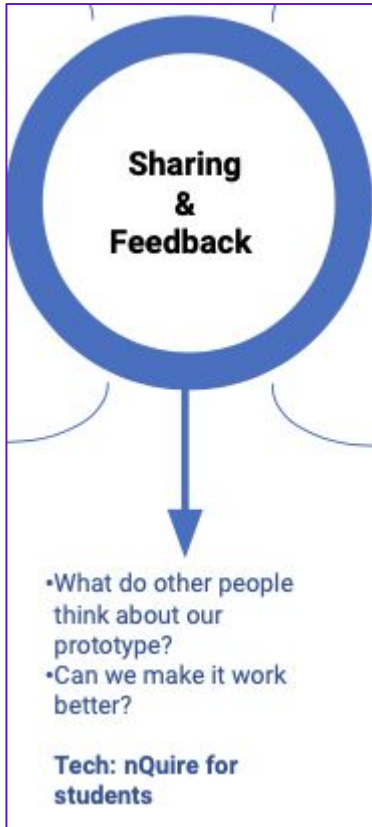 Sharing
&
Feedback
•What do other people
think about our
prototype?
•Can we make it work
better?
Tech: nQuire for
students